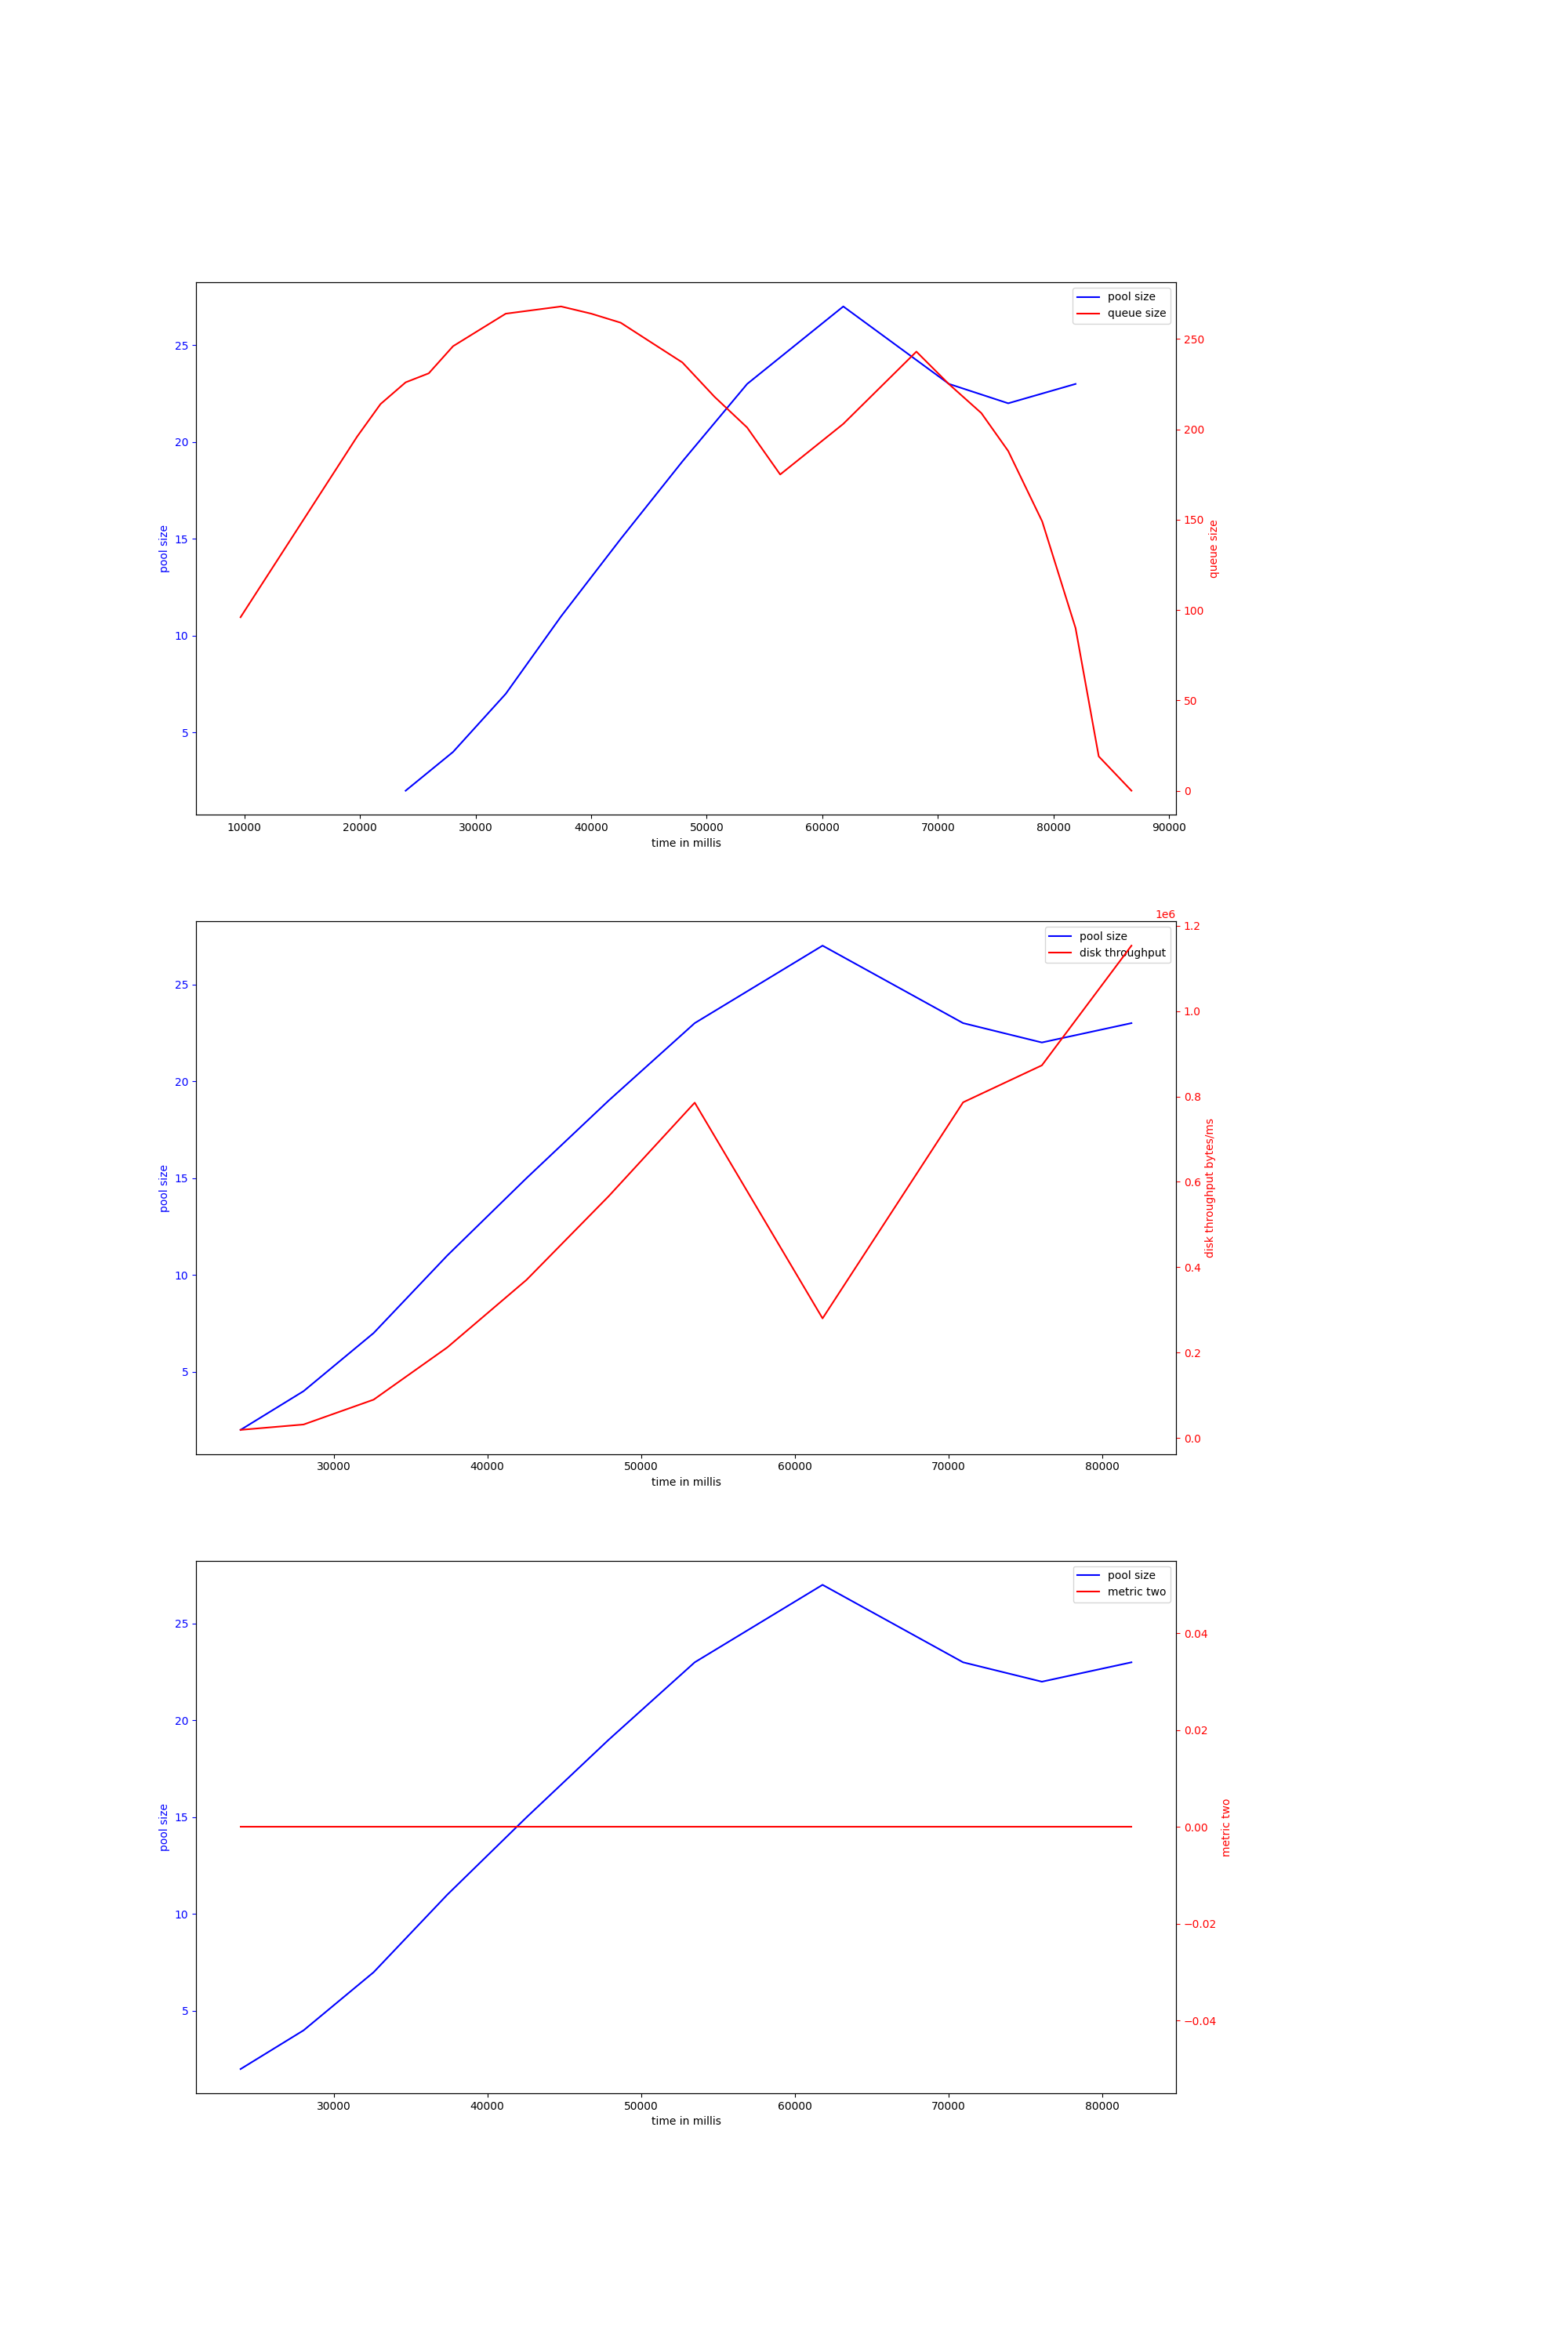 pool size
queue size
25
20
15
10
5
pool size
250
200
150
100
50
0
queue size
10000 20000 30000 40000 50000 60000 70000 80000 90000
time in millis
1e6
pool size
disk throughput
25
20
15
10
5
pool size
1.2
1.0
0.8
0.6
0.4
0.2
0.0
disk throughput bytes/ms
30000 40000 50000 60000 70000 80000
time in millis
pool size
metric two
25
20
15
10
5
pool size
0.04
0.02
0.00
−0.02
−0.04
metric two
30000 40000 50000 60000 70000 80000
time in millis